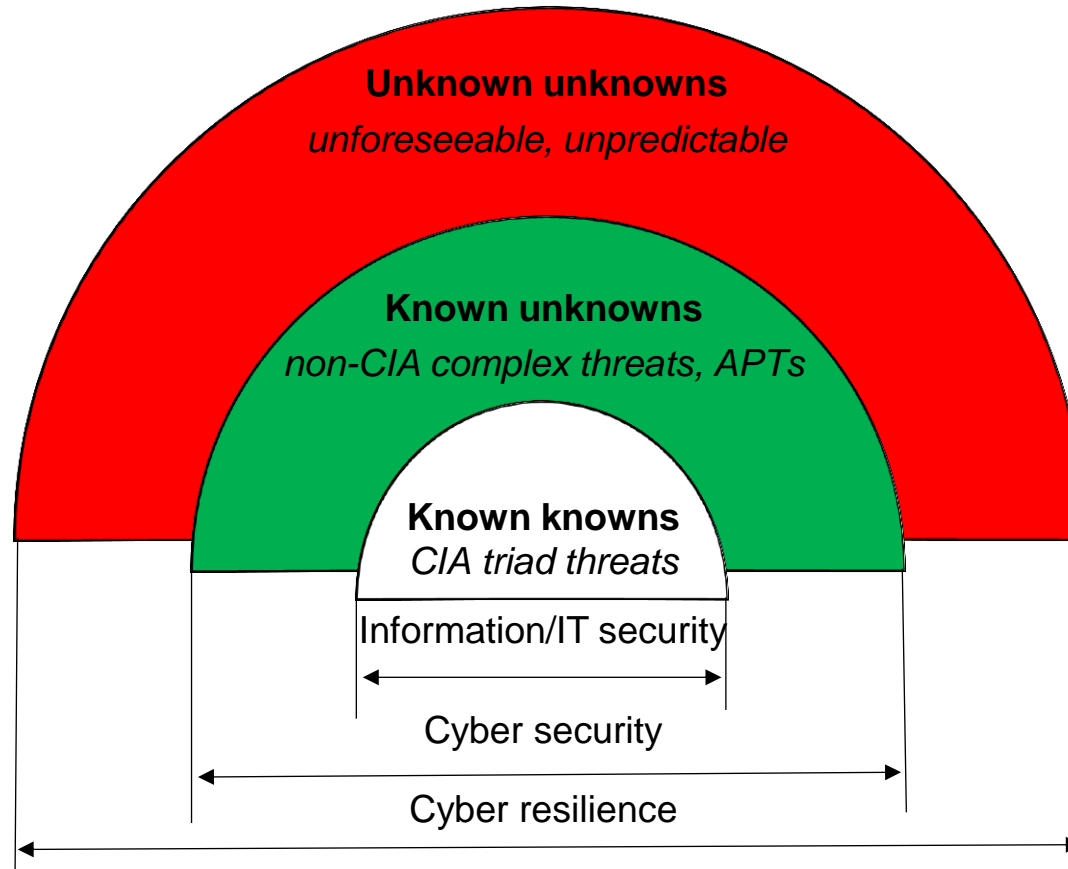 Unknown unknowns
unforeseeable, unpredictable
Known unknowns
non-CIA complex threats, APTs
Known knowns
CIA triad threats
Information/IT security
Cyber security
Cyber resilience